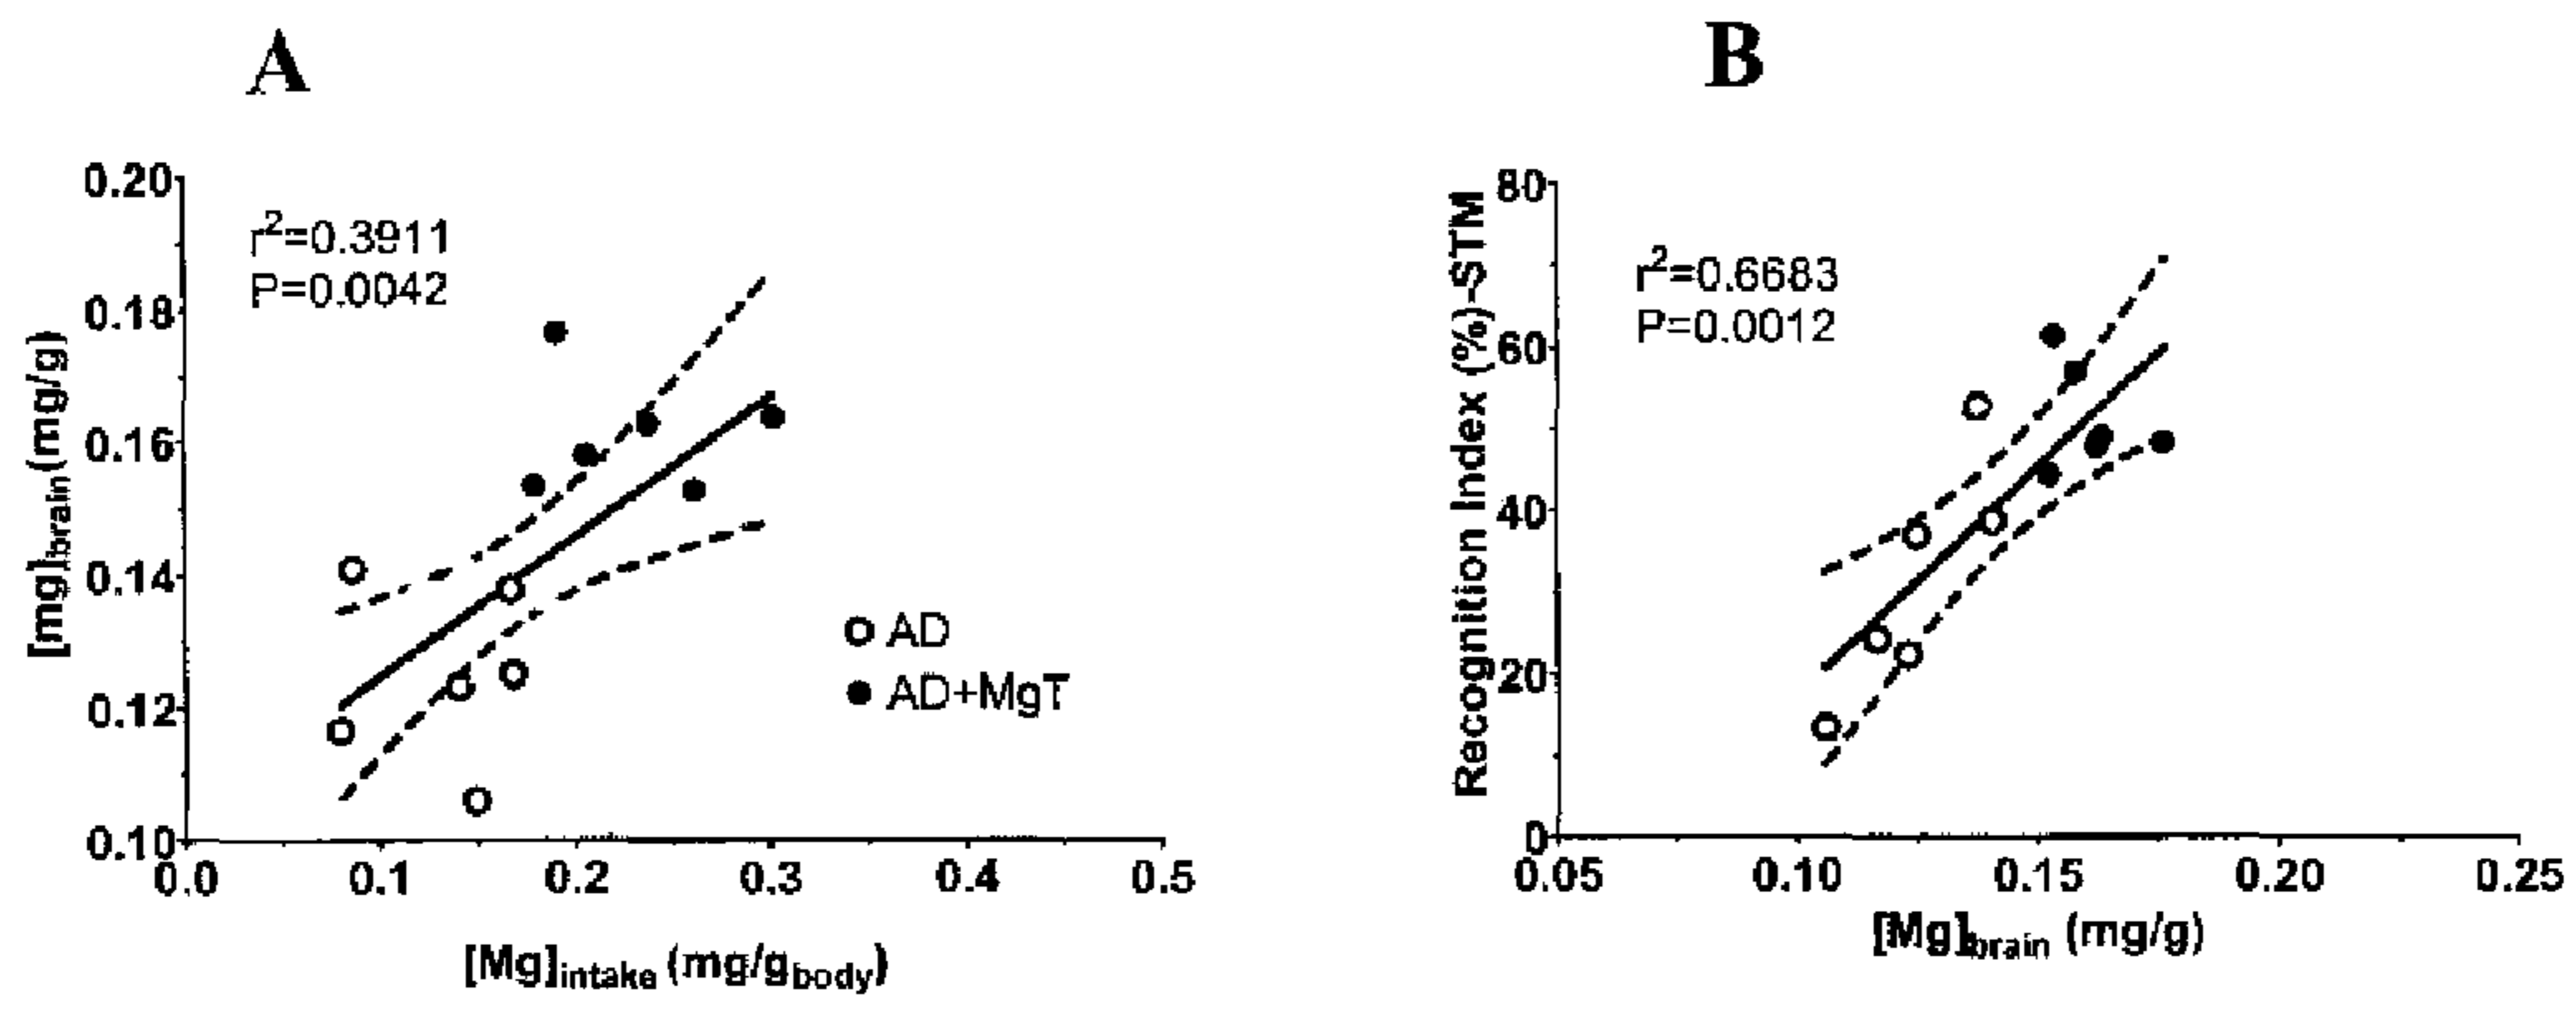 A
B
0.20
0.18
0.16
0.14
0.12
0.10
[mg]brain (mg/g)
r2=0.3911
P=0.0042
AD
AD+MgT
0.0 0.1 0.2 0.3 0.4 0.5
[Mg]intake (mg/gbody)
80
60
40
20
0
Recognition Index (%)-STM
r2=0.6683
P=0.0012
0.05 0.10 0.15 0.20 0.25
[Mg]brain (mg/g)